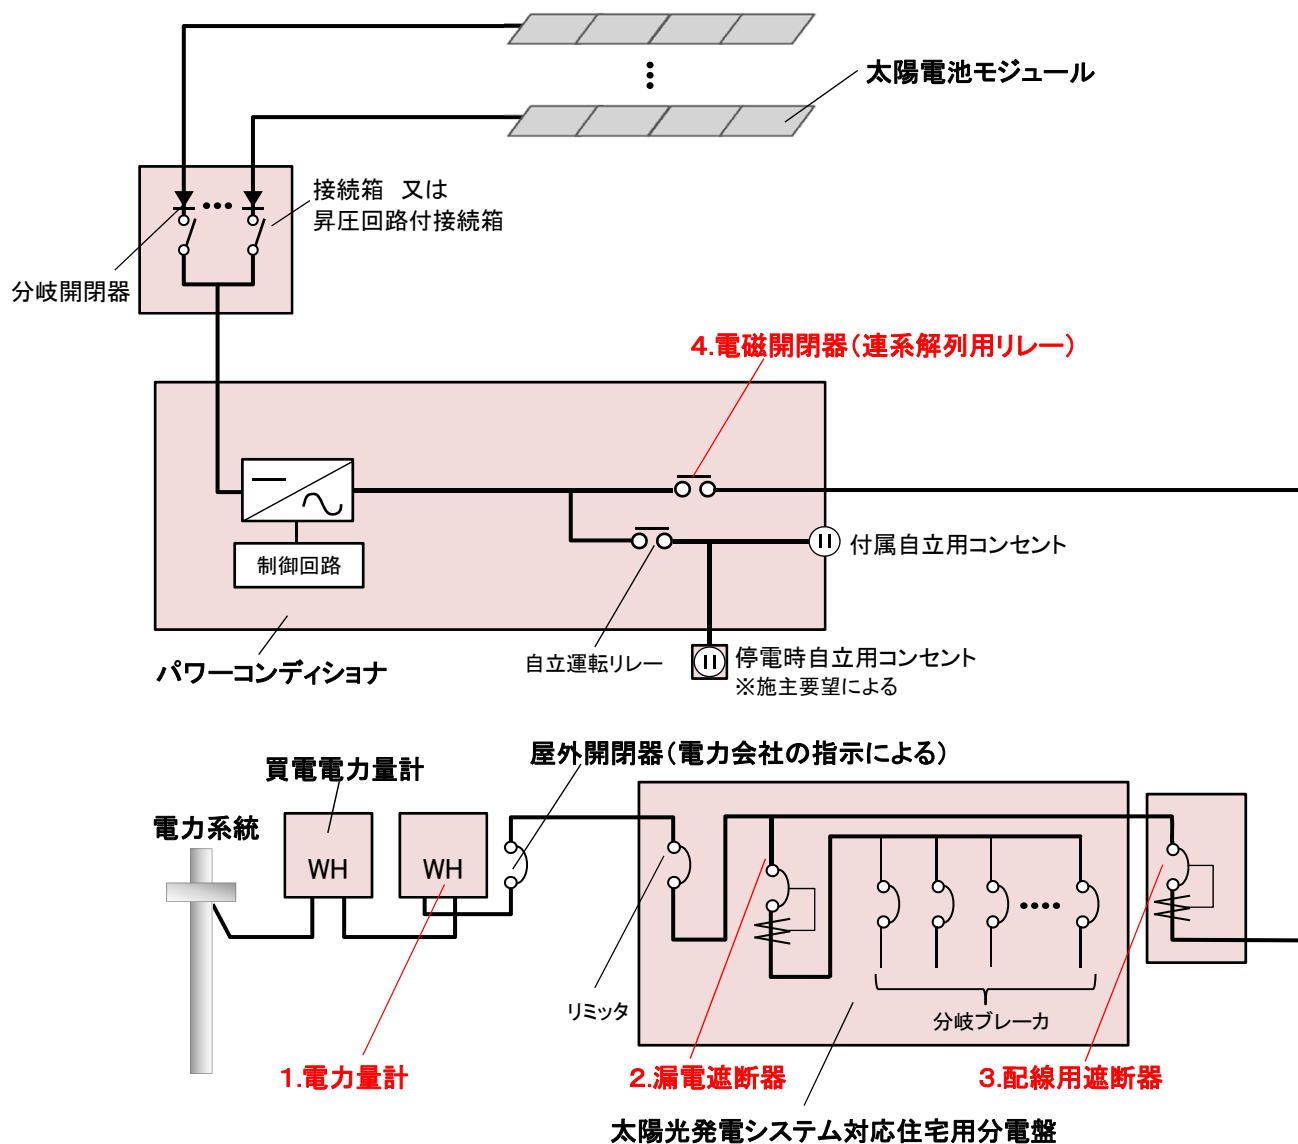 太陽電池モジュール
接続箱　又は
昇圧回路付接続箱
分岐開閉器
4.電磁開閉器（連系解列用リレー）
制御回路
付属自立用コンセント
自立運転リレー
停電時自立用コンセント
※施主要望による
パワーコンディショナ
屋外開閉器（電力会社の指示による）
買電電力量計
電力系統
WH
WH
リミッタ
分岐ブレーカ
1.電力量計
2.漏電遮断器
3.配線用遮断器
太陽光発電システム対応住宅用分電盤